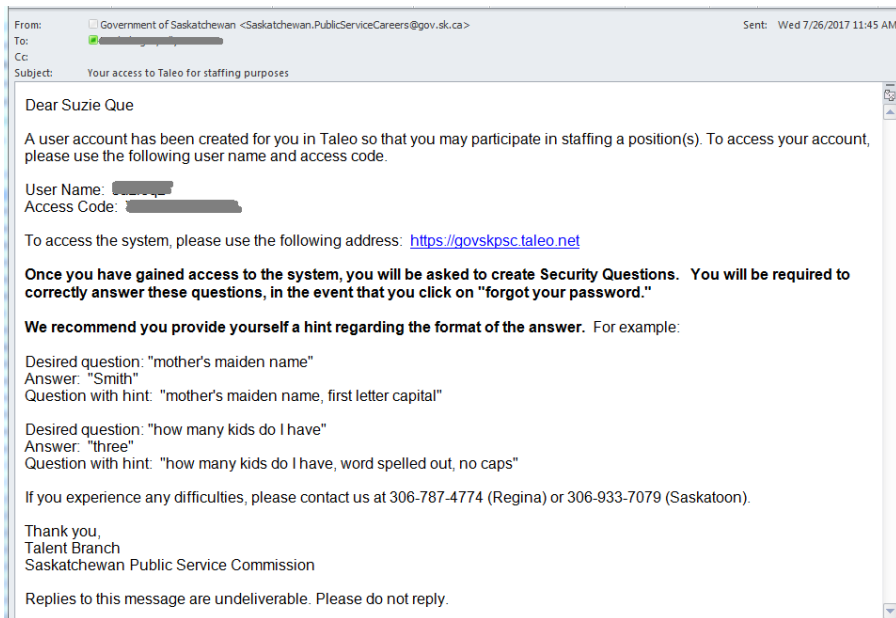 From: Government of Saskatchewan <Saskatchewan.PublicServiceCareers@gov.sk.ca> Sent: Wed 7/26/2017 11:45 AM
To:
Cc:
Subject: Your access to Taleo for staffing purposes
Dear Suzie Que
A user account has been created for you in Taleo so that you may participate in staffing a position(s). To access your account,
please use the following user name and access code.
User Name:
Access Code:
To access the system, please use the following address: https://govskpsc.taleo.net
Once you have gained access to the system, you will be asked to create Security Questions. You will be required to
correctly answer these questions, in the event that you click on "forgot your password."
We recommend you provide yourself a hint regarding the format of the answer. For example:
Desired question: "mother's maiden name"
Answer: "Smith"
Question with hint: "mother's maiden name, first letter capital"
Desired question: "how many kids do I have"
Answer: "three"
Question with hint: "how many kids do I have, word spelled out, no caps"
If you experience any difficulties, please contact us at 306-787-4774 (Regina) or 306-933-7079 (Saskatoon).
Thank you,
Talent Branch
Saskatchewan Public Service Commission
Replies to this message are undeliverable. Please do not reply.